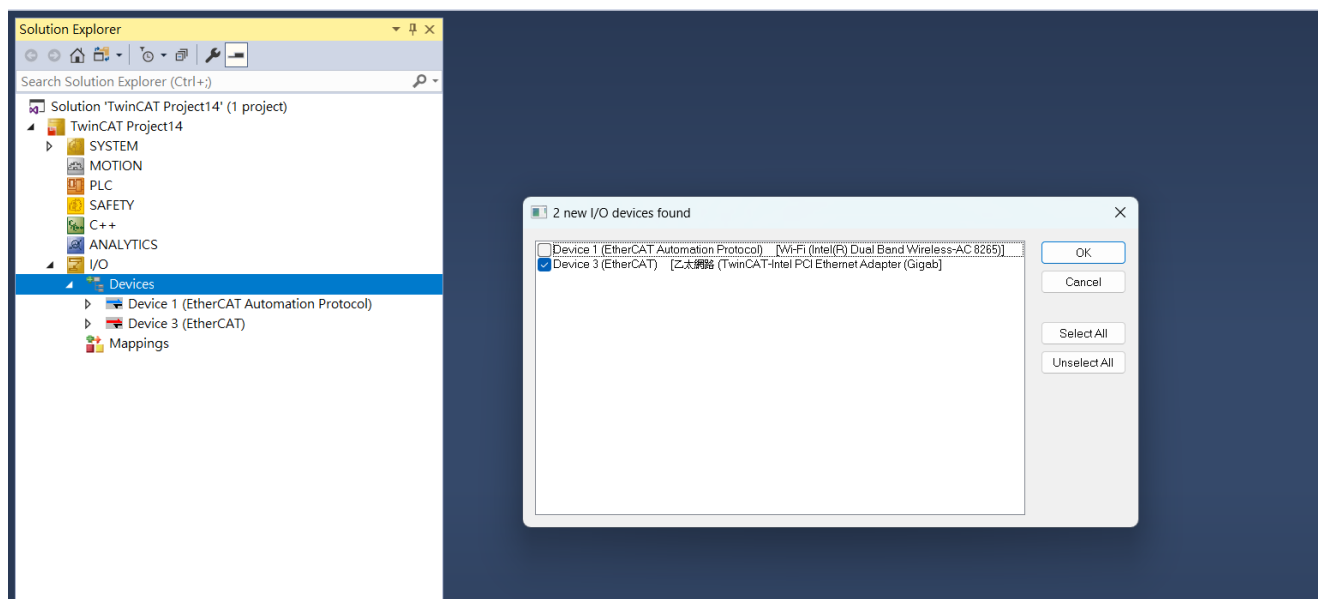 Solution Explorer
Search Solution Explorer (Ctrl+;)
Solution 'TwinCAT Project14' (1 project)
TwinCAT Project14
SYSTEM
MOTION
PLC
SAFETY
C++
ANALYTICS
I/O
Devices
Device 1 (EtherCAT Automation Protocol)
Device 3 (EtherCAT)
Mappings
2 new I/O devices found
Device 1 (EtherCAT Automation Protocol) [Wi-Fi (Intel(R) Dual Band Wireless-AC 8265)]
Device 3 (EtherCAT) [乙太網路 (TwinCAT-Intel PCI Ethernet Adapter (Gigab]
OK
Cancel
Select All
Unselect All